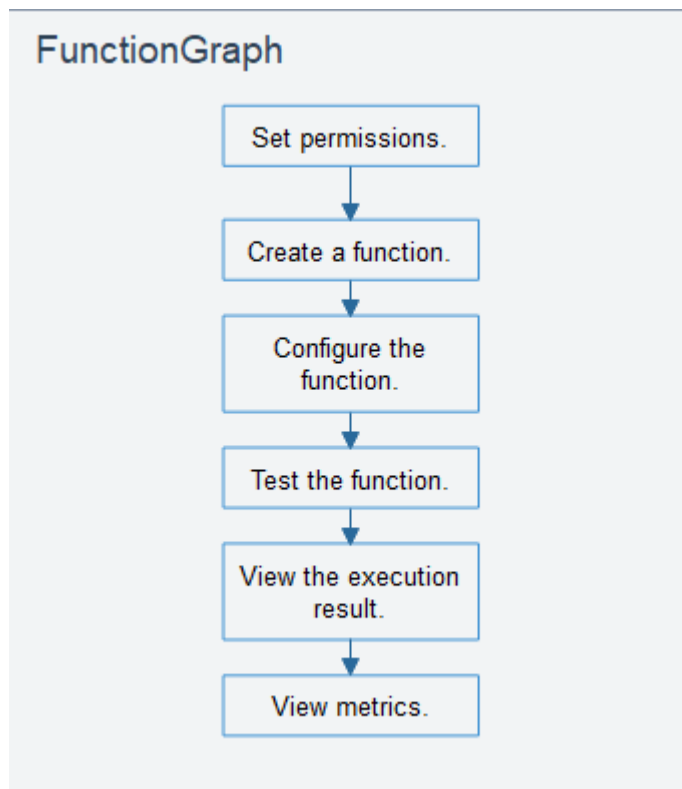 FunctionGraph
Set permissions.
Create a function.
Configure the
function.
Test the function.
View the execution
result.
View metrics.